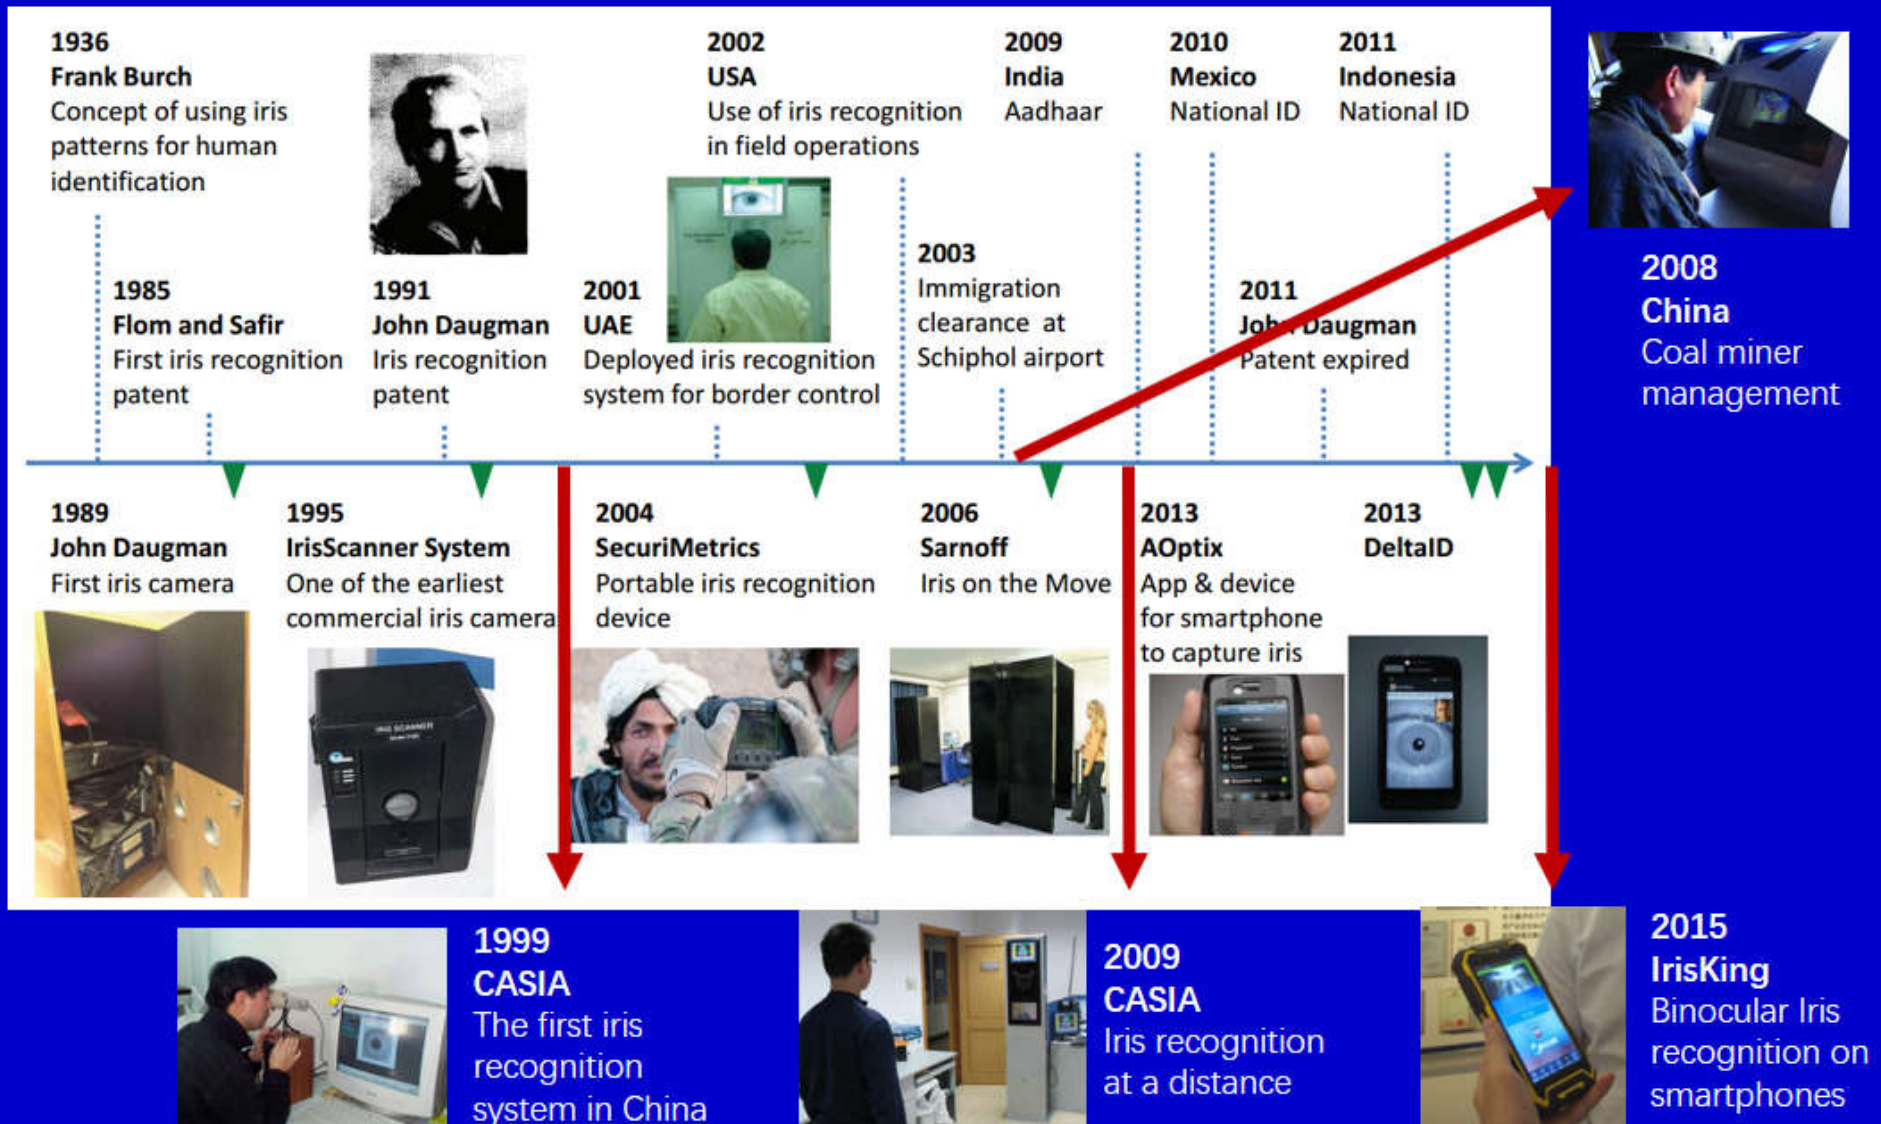 1936
Frank Burch
Concept of using iris
patterns for human
identification
1985
Flom and Safir
First iris recognition
patent
1991
John Daugman
Iris recognition
patent
2001
UAE
Deployed iris recognition
system for border control
2002
USA
Use of iris recognition
in field operations
2003
Immigration
clearance at
Schiphol airport
2009
India
Aadhaar
2010
Mexico
National ID
2011
John Daugman
Patent expired
2011
Indonesia
National ID
2008
China
Coal miner
management
1989
John Daugman
First iris camera
1995
IrisScanner System
One of the earliest
commercial iris camera
IRIS SCANNER
2004
SecuriMetrics
Portable iris recognition
device
2006
Sarnoff
Iris on the Move
2013
AOptix
App & device
for smartphone
to capture iris
2013
DeltaID
1999
CASIA
The first iris
recognition
system in China
2009
CASIA
Iris recognition
at a distance
2015
IrisKing
Binocular Iris
recognition on
smartphones